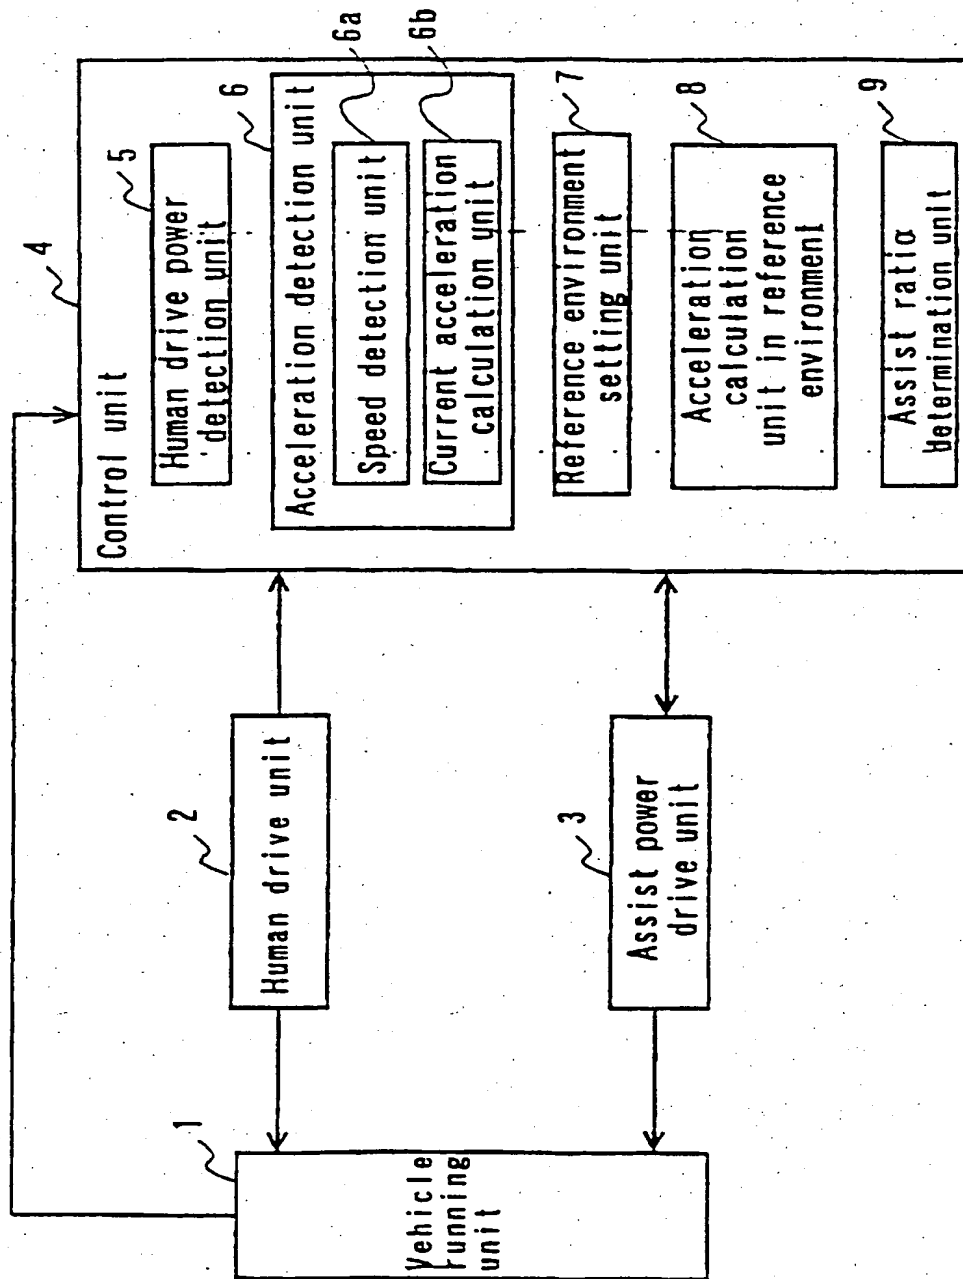 4
Control unit
5
Human drive power
detection unit
6
Acceleration detection unit
6a
Speed detection unit
6b
Current acceleration
calculation unit
7
Reference environment
setting unit
8
Acceleration
calculation
unit in reference
environment
9
Assist ratio α
determination unit
2
Human drive unit
3
Assist power
drive unit
1
Vehicle
running
unit